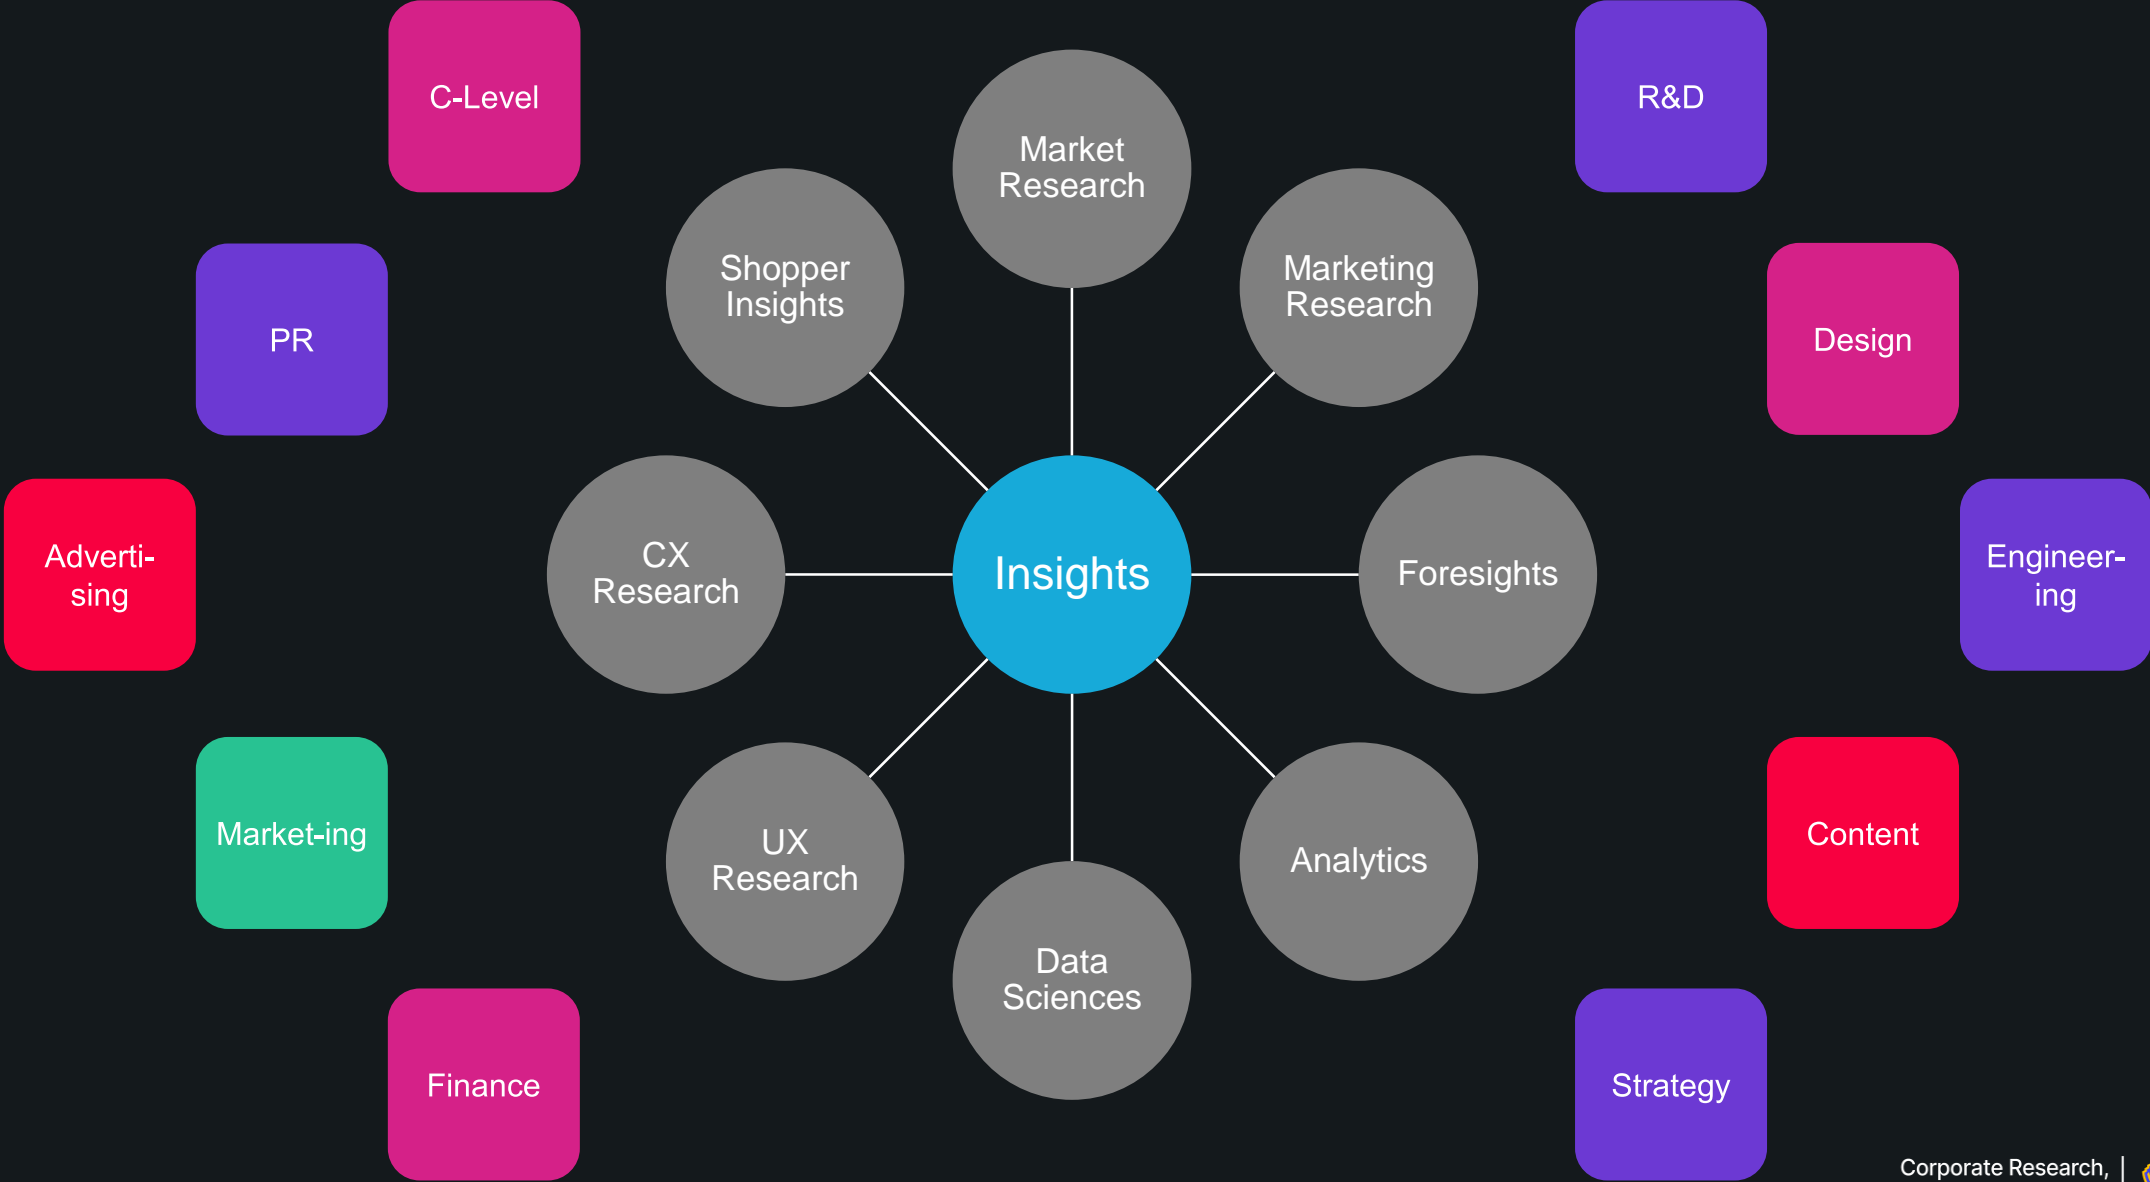 C-Level
R&D
Market
Research
Shopper
Insights
Marketing
Research
PR
Design
Adverti-
sing
CX
Research
Insights
Foresights
Engineer-
ing
Market-ing
UX
Research
Analytics
Content
Data
Sciences
Finance
Strategy
Corporate Research, |